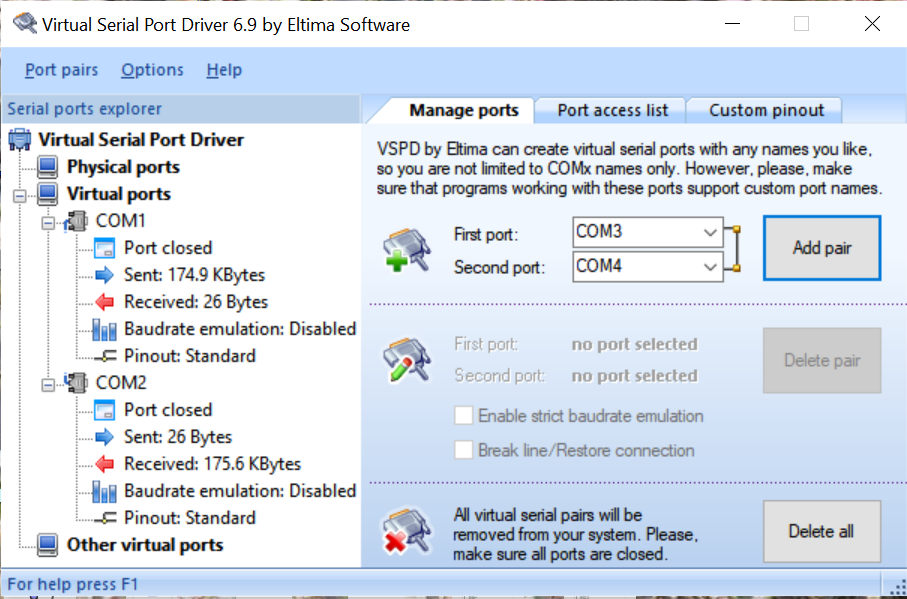 Virtual Serial Port Driver 6.9 by Eltima Software
Port pairs Options Help
Serial ports explorer
Virtual Serial Port Driver
Physical ports
Virtual ports
COM1
Port closed
Sent: 174.9 KBytes
Received: 26 Bytes
Baudrate emulation: Disabled
Pinout: Standard
COM2
Port closed
Sent: 26 Bytes
Received: 175.6 KBytes
Baudrate emulation: Disabled
Pinout: Standard
Other virtual ports
Manage ports Port access list Custom pinout
VSPD by Eltima can create virtual serial ports with any names you like,
so you are not limited to COMx names only. However, please, make
sure that programs working with these ports support custom port names.
First port: COM3
Second port: COM4
Add pair
First port: no port selected
Second port: no port selected
Delete pair
Enable strict baudrate emulation
Break line/Restore connection
All virtual serial pairs will be
removed from your system. Please,
make sure all ports are closed.
Delete all
For help press F1